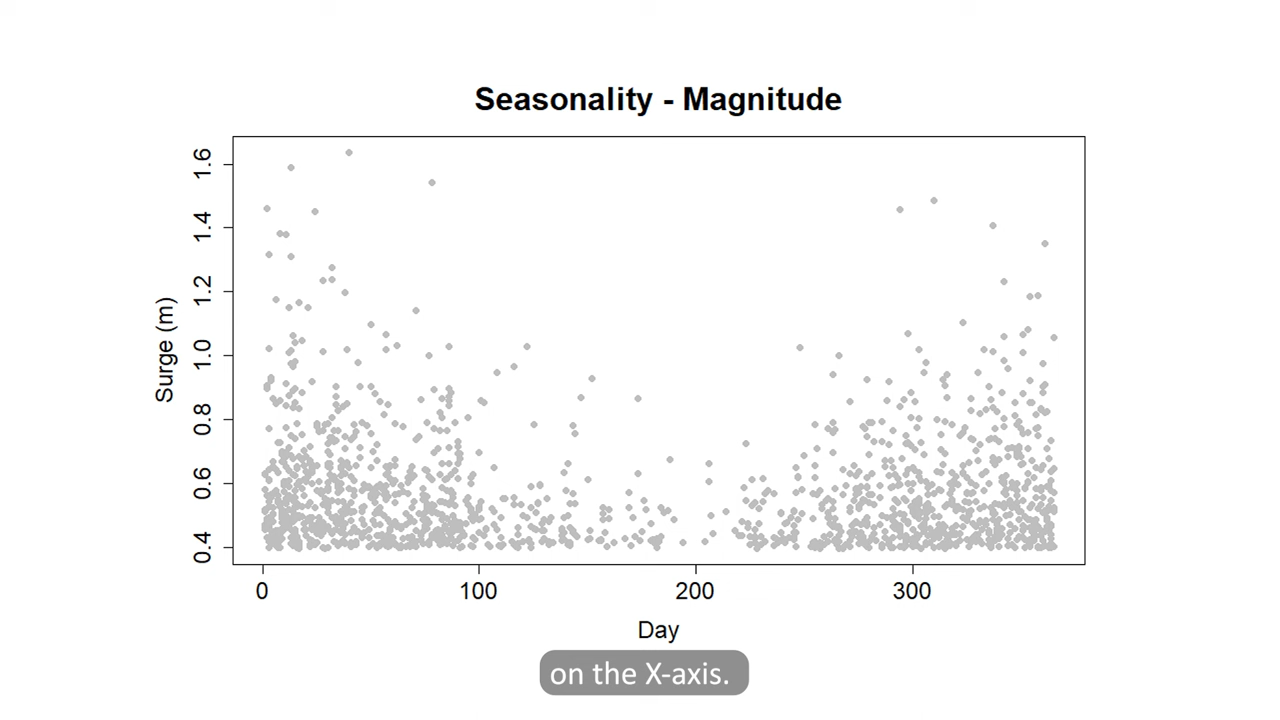 Seasonality - Magnitude
1.6
1.4
1.2
1.0
0.8
0.6
0.4
Surge (m)
0 100 200 300
Day
on the X-axis.